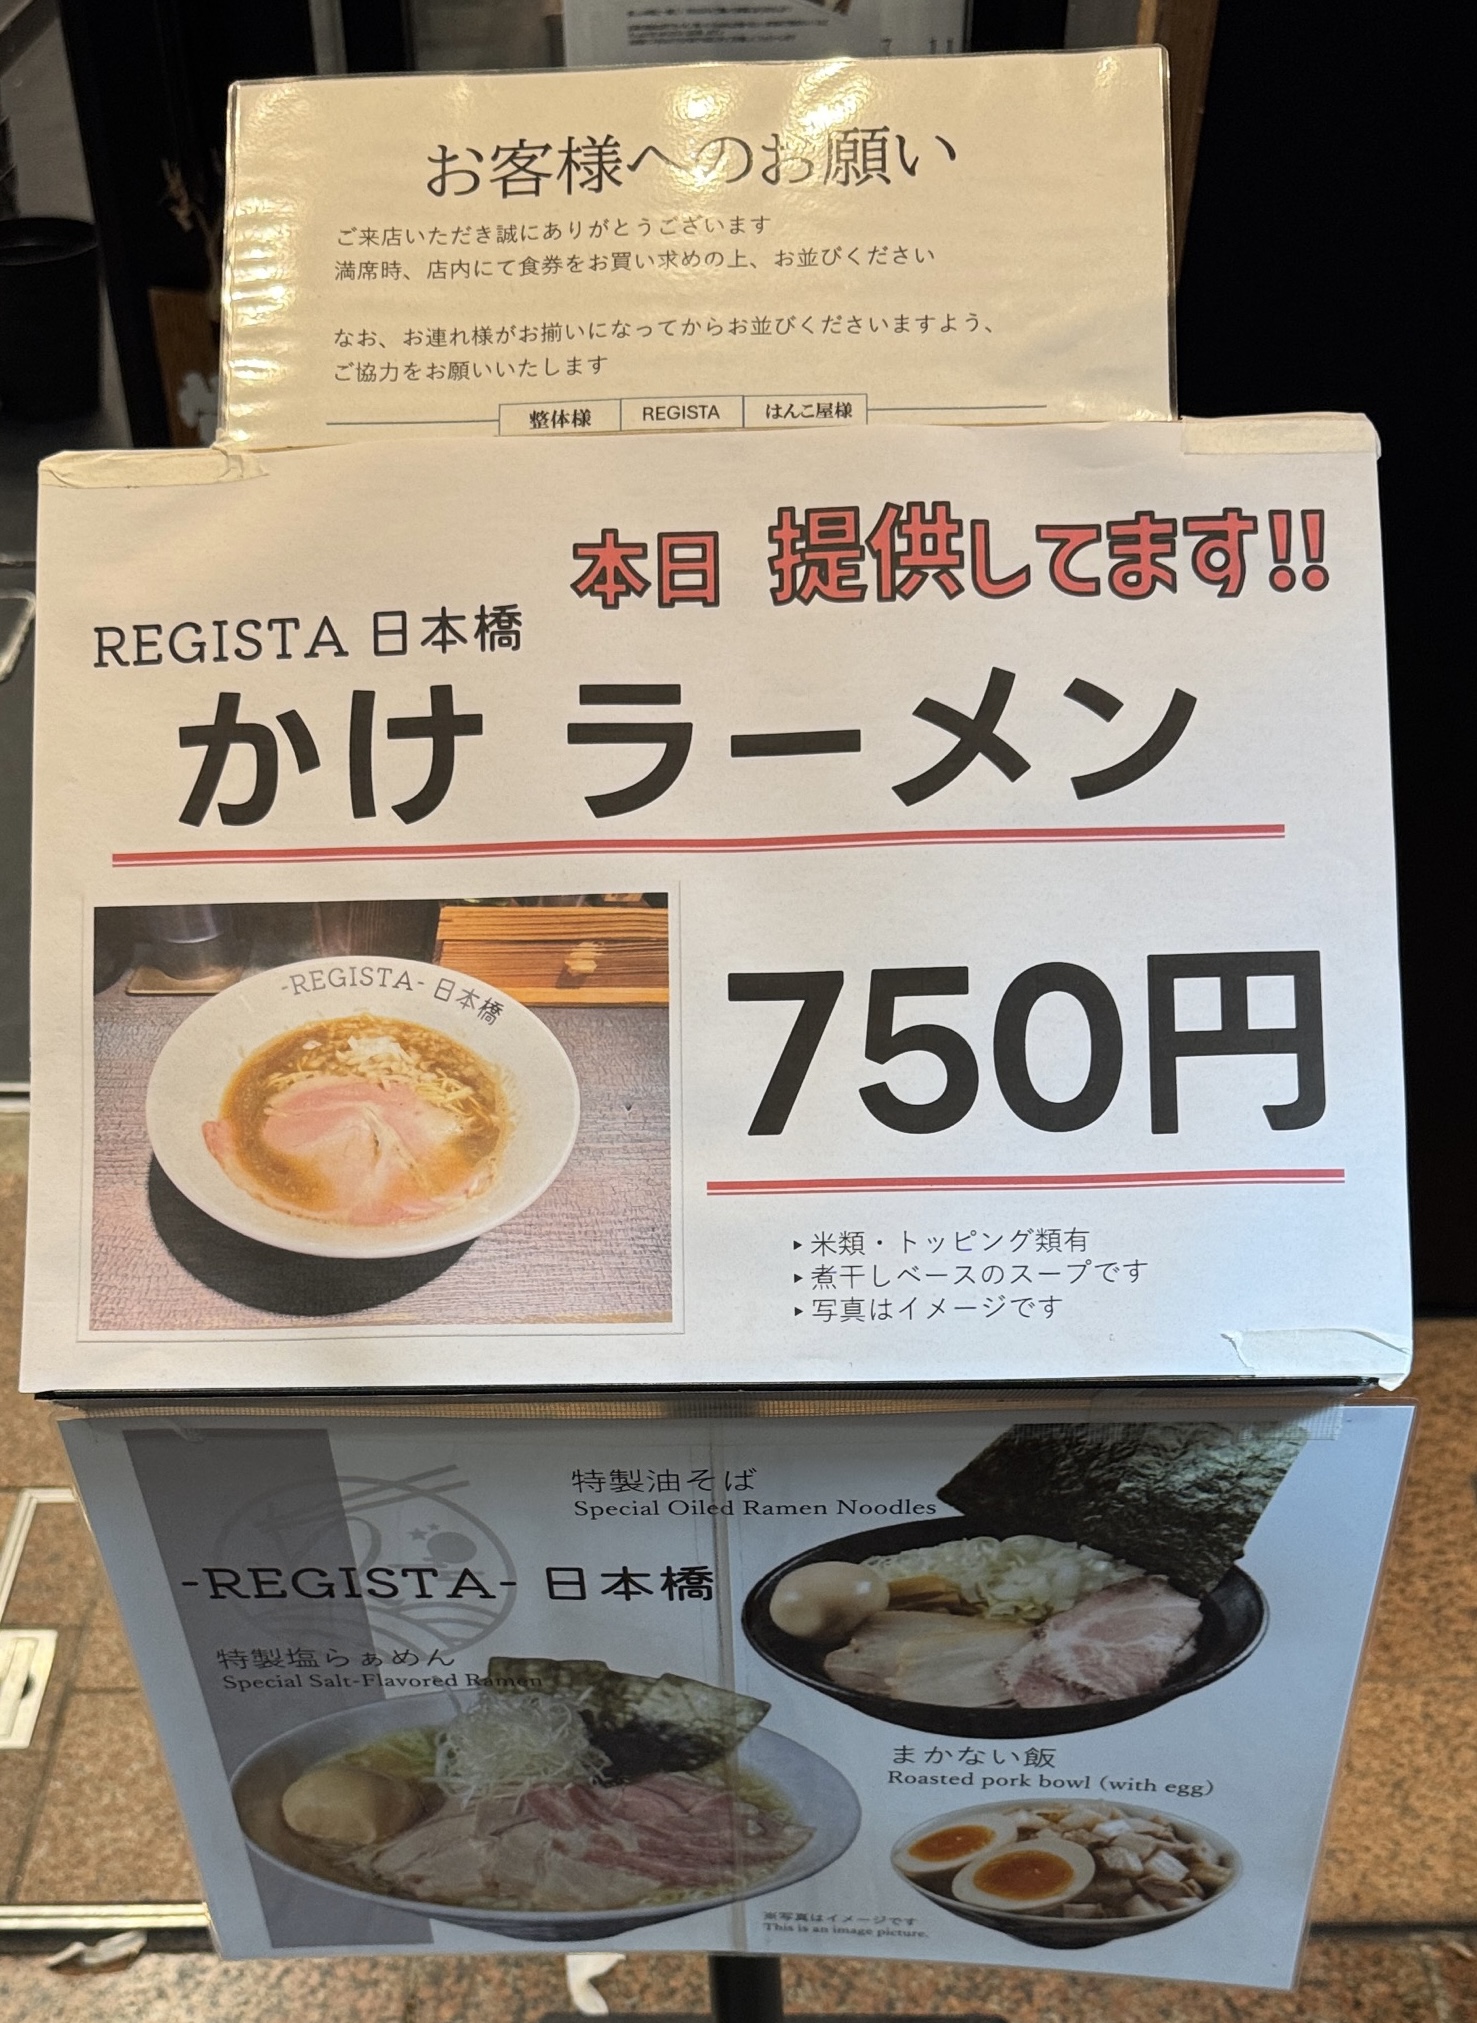 お客様へのお願い
ご来店いただき誠にありがとうございます
満席時、店内にて食券をお買い求めの上、お並びください
なお、お連れ様がお揃いになってからお並びくださいますよう、
ご協力をお願いいたします
整体様 REGISTA はんこ屋様
本日 提供してます!!
REGISTA 日本橋
かけ ラーメン
-REGISTA- 日本橋
750円
▸米類・トッピング類有
▸煮干しベースのスープです
▸写真はイメージです
特製油そば
Special Oiled Ramen Noodles
-REGISTA- 日本橋
特製塩らぁめん
Special Salt-Flavored Ramen
まかない飯
Roasted pork bowl (with egg)
※写真はイメージです
This is an image picture.